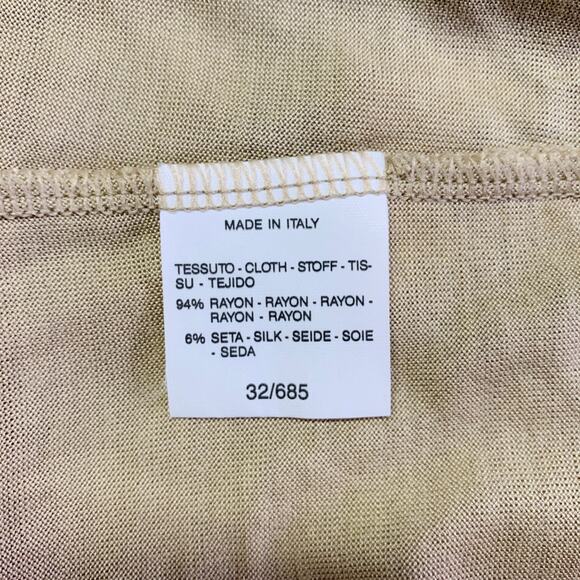 MADE IN ITALY
TESSUTO - CLOTH - STOFF - TIS-
SU - TEJIDO
94% RAYON - RAYON - RAYON -
RAYON - RAYON
6% SETA - SILK - SEIDE - SOIE
- SEDA
32/685